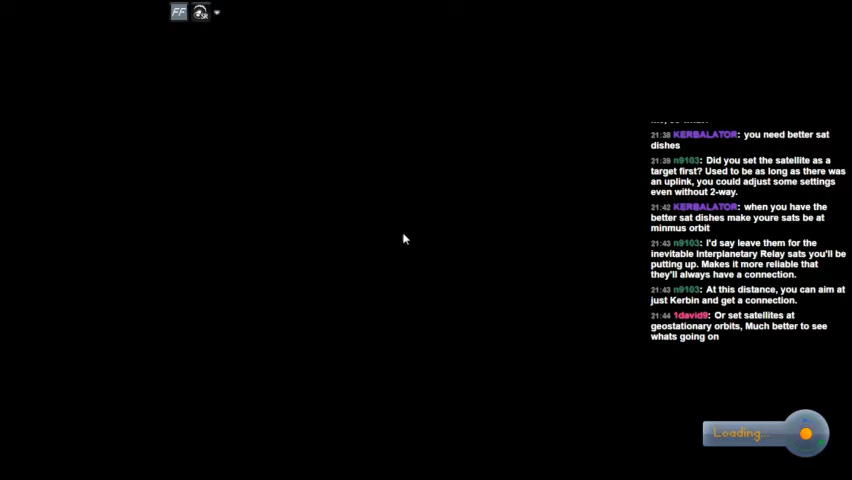 FF
SR
21:38 KERBALATOR: you need better sat
dishes
21:39 n9103: Did you set the satellite as a
target first? Used to be as long as there was
an uplink, you could adjust some settings
even without 2-way.
21:42 KERBALATOR: when you have the
better sat dishes make youre sats be at
minmus orbit
21:43 n9103: I'd say leave them for the
inevitable Interplanetary Relay sats you'll be
putting up. Makes it more reliable that
they'll always have a connection.
21:43 n9103: At this distance, you can aim at
just Kerbin and get a connection.
21:44 1david9: Or set satellites at
geostationary orbits, Much better to see
whats going on
Loading...